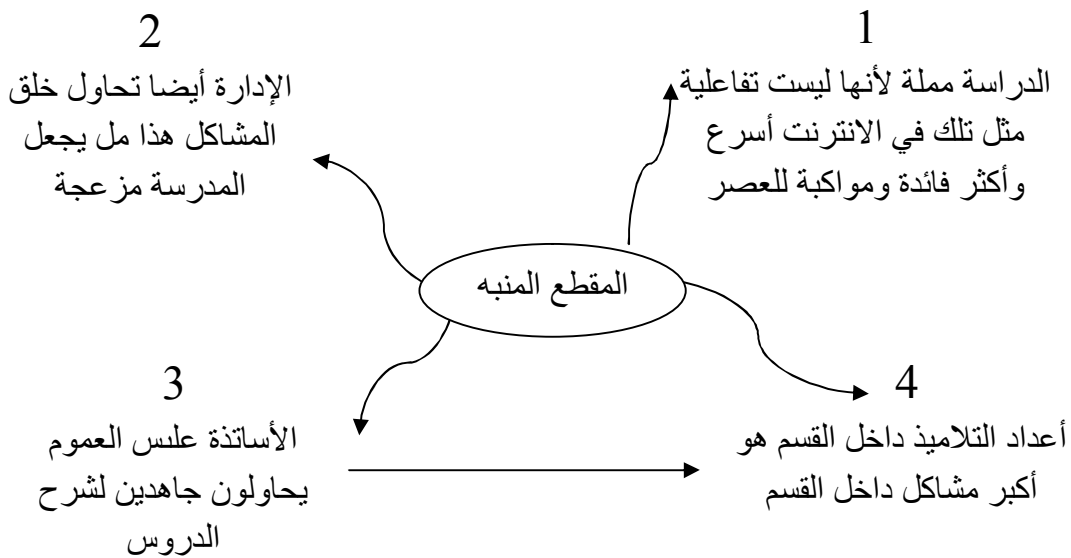 1
الدراسة مملة لأنها ليست تفاعلية
مثل تلك في الانترنت أسرع
وأكثر فائدة ومواكبة للعصر
2
الإدارة أيضا تحاول خلق
المشاكل هذا مل يجعل
المدرسة مزعجة
المقطع المنبه
3
الأساتذة علىس العموم
يحاولون جاهدين لشرح
الدروس
4
أعداد التلاميذ داخل القسم هو
أكبر مشاكل داخل القسم